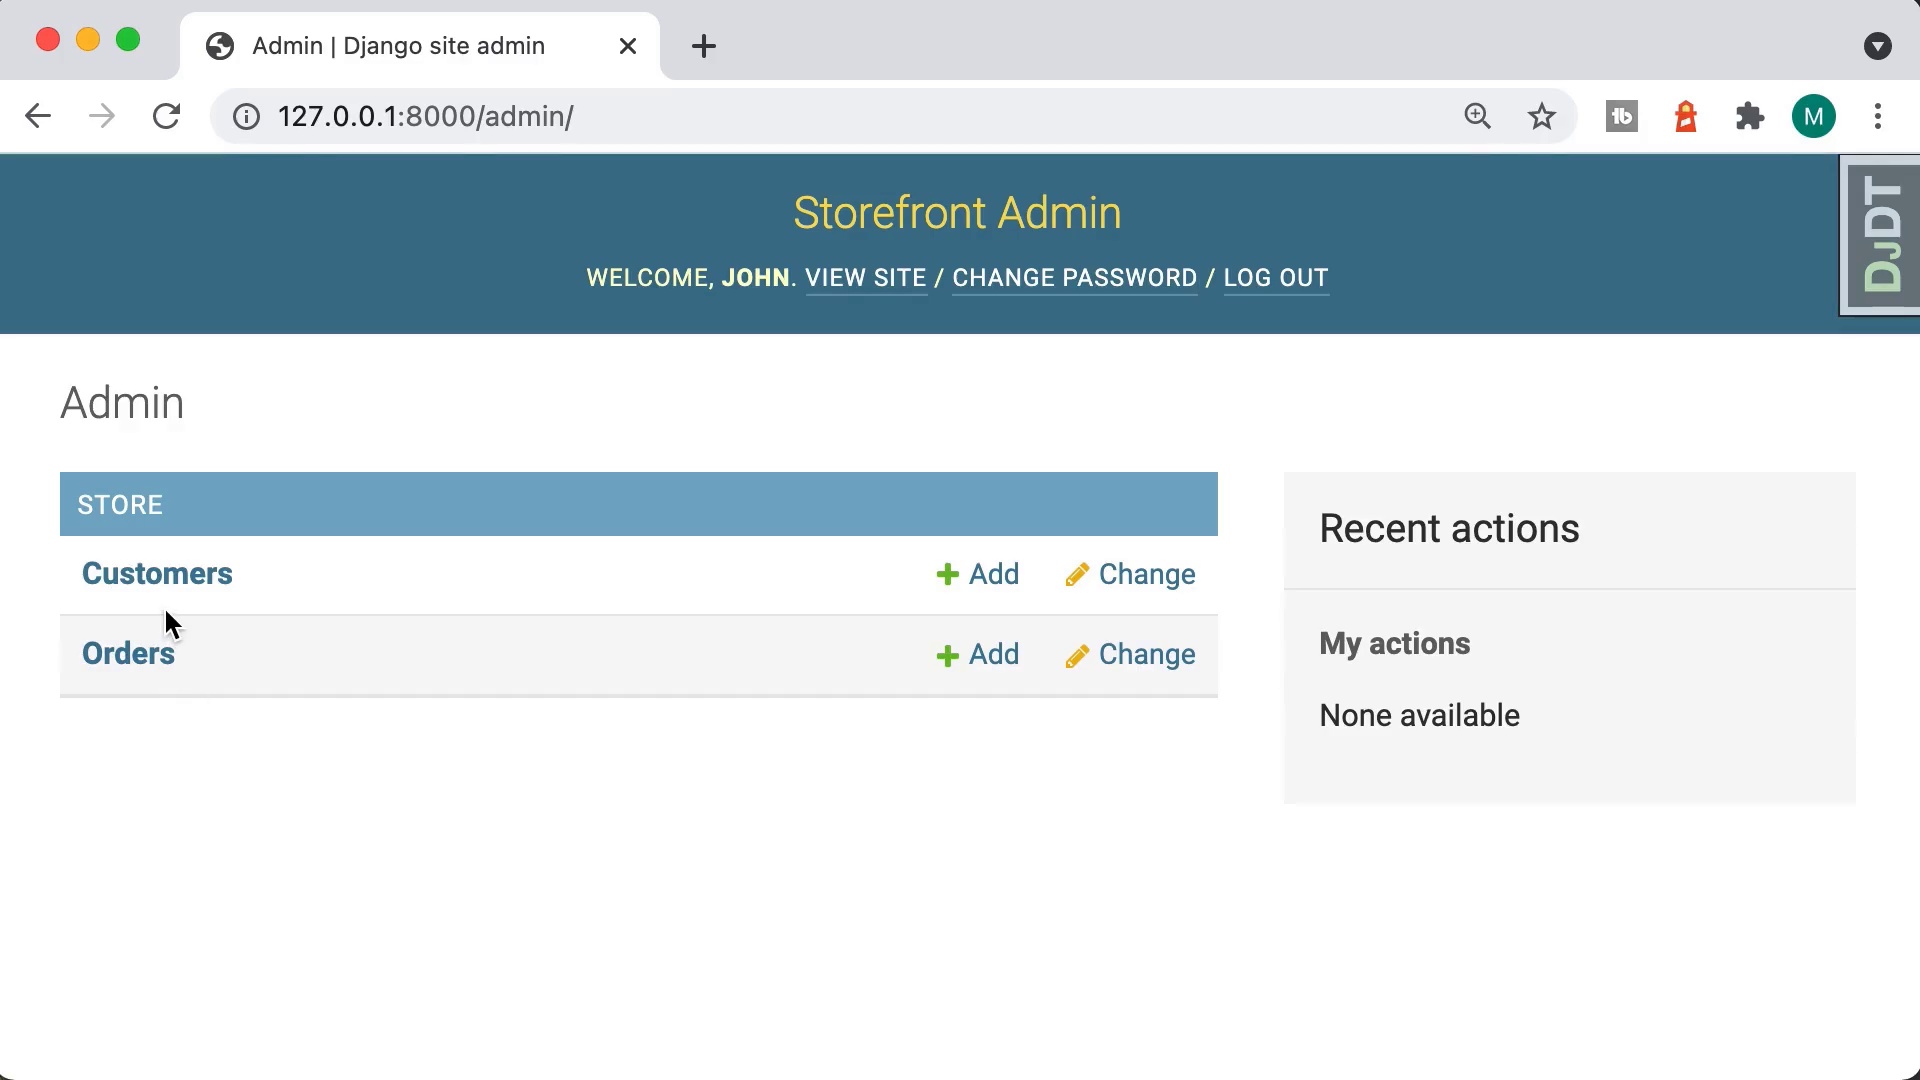 Admin | Django site admin
127.0.0.1:8000/admin/
tb
M
Storefront Admin
WELCOME, JOHN. VIEW SITE / CHANGE PASSWORD / LOG OUT
DJDT
Admin
STORE
Customers Add Change
Orders Add Change
Recent actions
My actions
None available